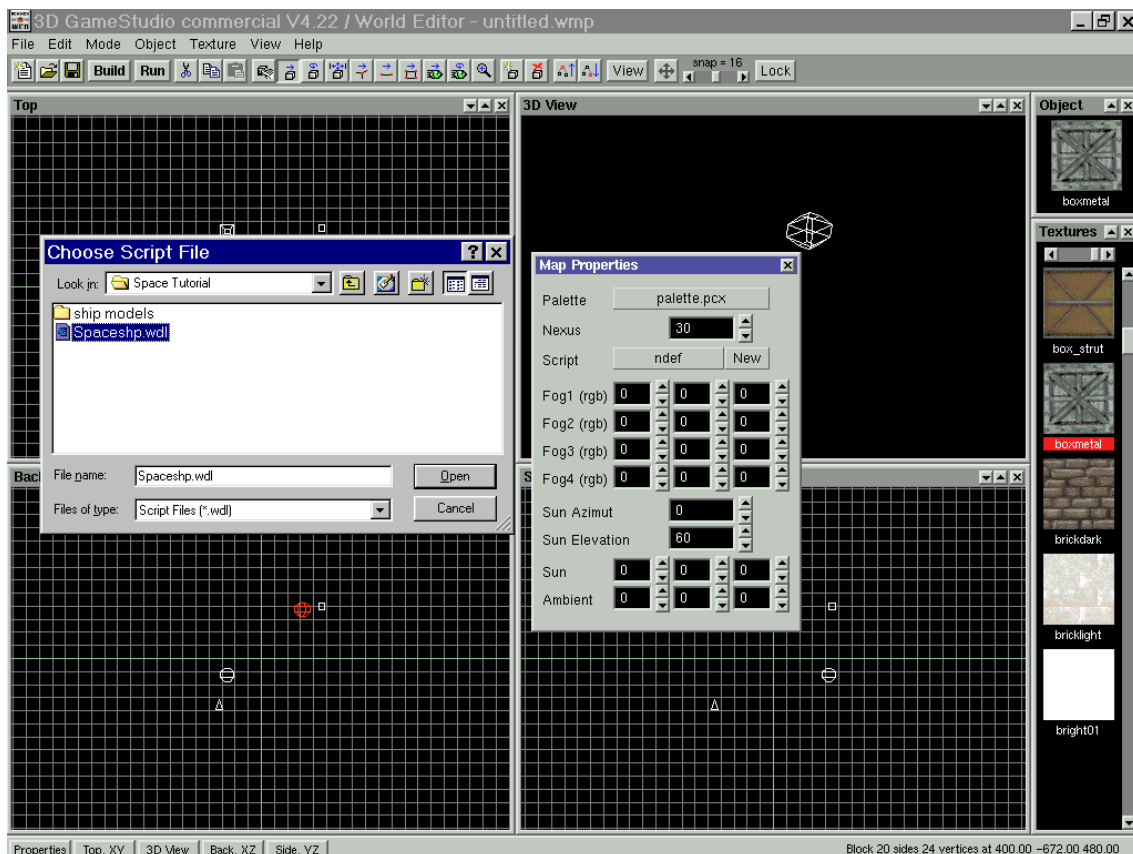 3D GameStudio commercial V4.22 / World Editor - untitled.wmp
File Edit Mode Object Texture View Help
Build Run View snap = 16 Lock
Top
3D View
Object
boxmetal
Textures
box_strut
boxmetal
brickdark
bricklight
bright01
Choose Script File
Look in: Space Tutorial
ship models
Spaceshp.wdl
File name: Spaceshp.wdl Open
Files of type: Script Files (*.wdl) Cancel
Map Properties
Palette palette.pcx
Nexus 30
Script ndef New
Fog1 (rgb) 0 0 0
Fog2 (rgb) 0 0 0
Fog3 (rgb) 0 0 0
Fog4 (rgb) 0 0 0
Sun Azimut 0
Sun Elevation 60
Sun 0 0 0
Ambient 0 0 0
Properties Top, XY 3D View Back, XZ Side, YZ Block 20 sides 24 vertices at 400.00 -672.00 480.00